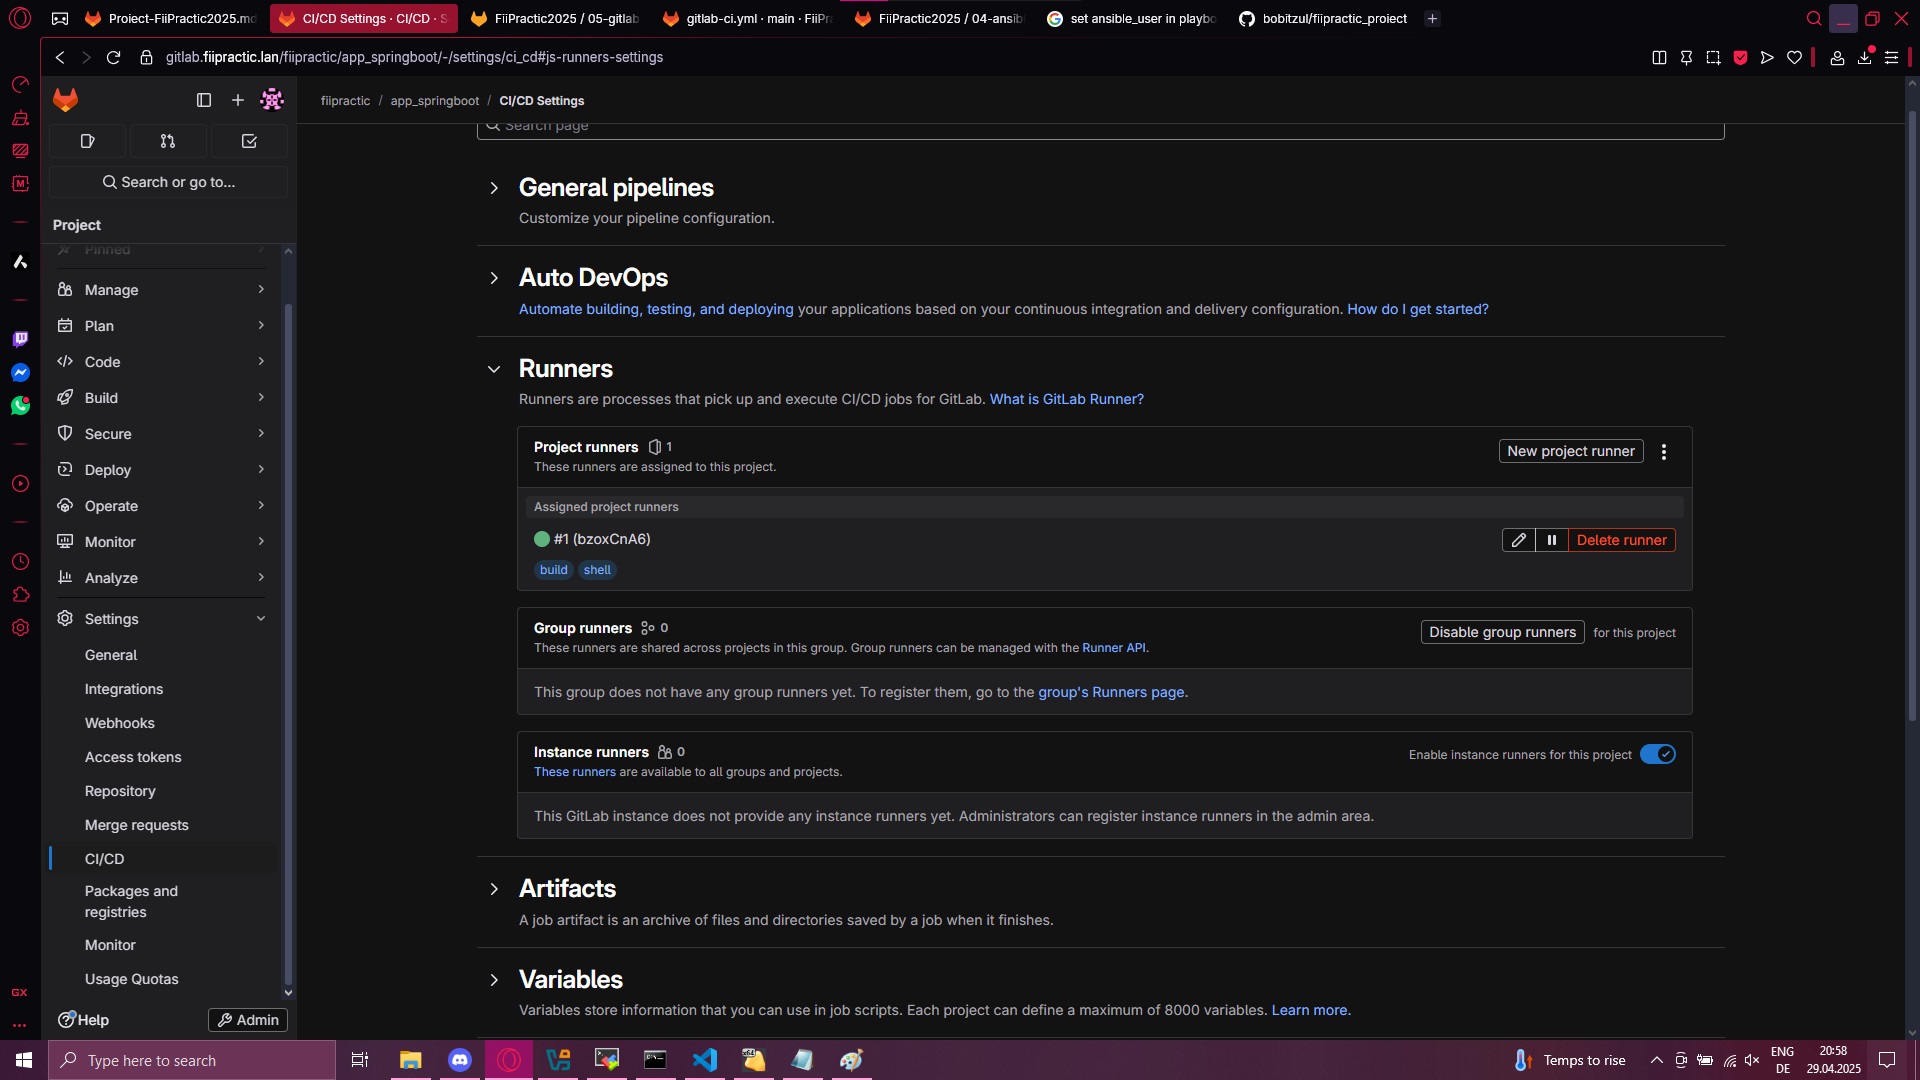 Project-FiiPractic2025.md
CI/CD Settings · CI/CD · S
FiiPractic2025 / 05-gitlab
gitlab-ci.yml · main · FiiPra
FiiPractic2025 / 04-ansibl
set ansible_user in playbo
bobitzul/fiipractic_project
gitlab.fiipractic.lan/fiipractic/app_springboot/-/settings/ci_cd#js-runners-settings
fiipractic / app_springboot / CI/CD Settings
Search or go to...
Project
Pinned
Manage
Plan
Code
Build
Secure
Deploy
Operate
Monitor
Analyze
Settings
General
Integrations
Webhooks
Access tokens
Repository
Merge requests
CI/CD
Packages and
registries
Monitor
Usage Quotas
Help
Admin
Search page
General pipelines
Customize your pipeline configuration.
Auto DevOps
Automate building, testing, and deploying your applications based on your continuous integration and delivery configuration. How do I get started?
Runners
Runners are processes that pick up and execute CI/CD jobs for GitLab. What is GitLab Runner?
Project runners 1
These runners are assigned to this project.
New project runner
Assigned project runners
#1 (bzoxCnA6)
Delete runner
build shell
Group runners 0
These runners are shared across projects in this group. Group runners can be managed with the Runner API.
Disable group runners for this project
This group does not have any group runners yet. To register them, go to the group's Runners page.
Instance runners 0
These runners are available to all groups and projects.
Enable instance runners for this project
This GitLab instance does not provide any instance runners yet. Administrators can register instance runners in the admin area.
Artifacts
A job artifact is an archive of files and directories saved by a job when it finishes.
Variables
Variables store information that you can use in job scripts. Each project can define a maximum of 8000 variables. Learn more.
GX
Type here to search
Temps to rise
ENG
DE
20:58
29.04.2025